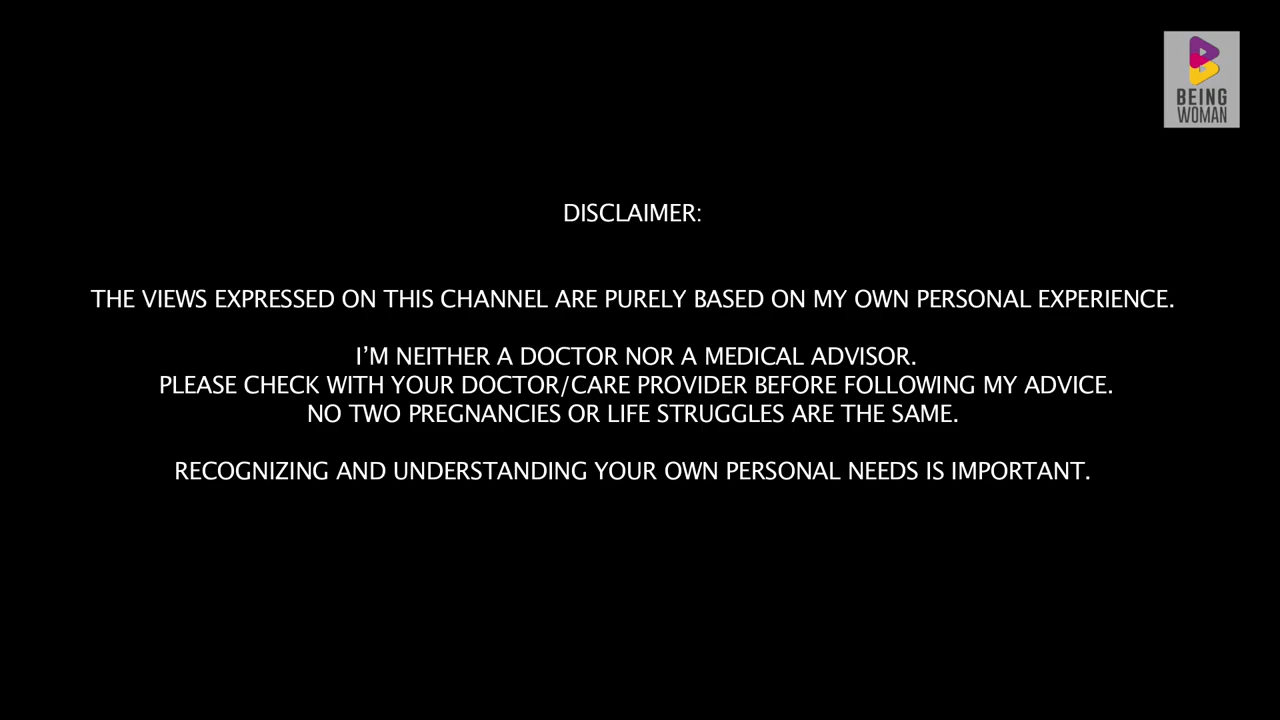 BEING
WOMAN
DISCLAIMER:
THE VIEWS EXPRESSED ON THIS CHANNEL ARE PURELY BASED ON MY OWN PERSONAL EXPERIENCE.
I’M NEITHER A DOCTOR NOR A MEDICAL ADVISOR.
PLEASE CHECK WITH YOUR DOCTOR/CARE PROVIDER BEFORE FOLLOWING MY ADVICE.
NO TWO PREGNANCIES OR LIFE STRUGGLES ARE THE SAME.
RECOGNIZING AND UNDERSTANDING YOUR OWN PERSONAL NEEDS IS IMPORTANT.